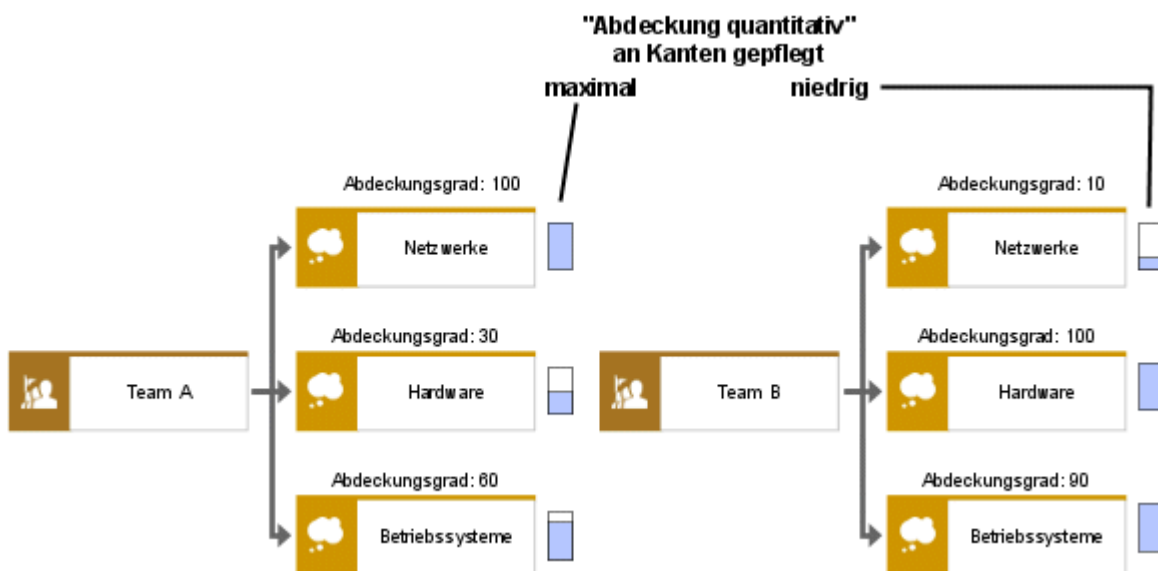 "Abdeckung quantitativ"
an Kanten gepflegt
maximal
niedrig
Abdeckungsgrad: 100
Netzwerke
Abdeckungsgrad: 30
Team A
Hardware
Abdeckungsgrad: 60
Betriebssysteme
Abdeckungsgrad: 10
Netzwerke
Abdeckungsgrad: 100
Team B
Hardware
Abdeckungsgrad: 90
Betriebssysteme